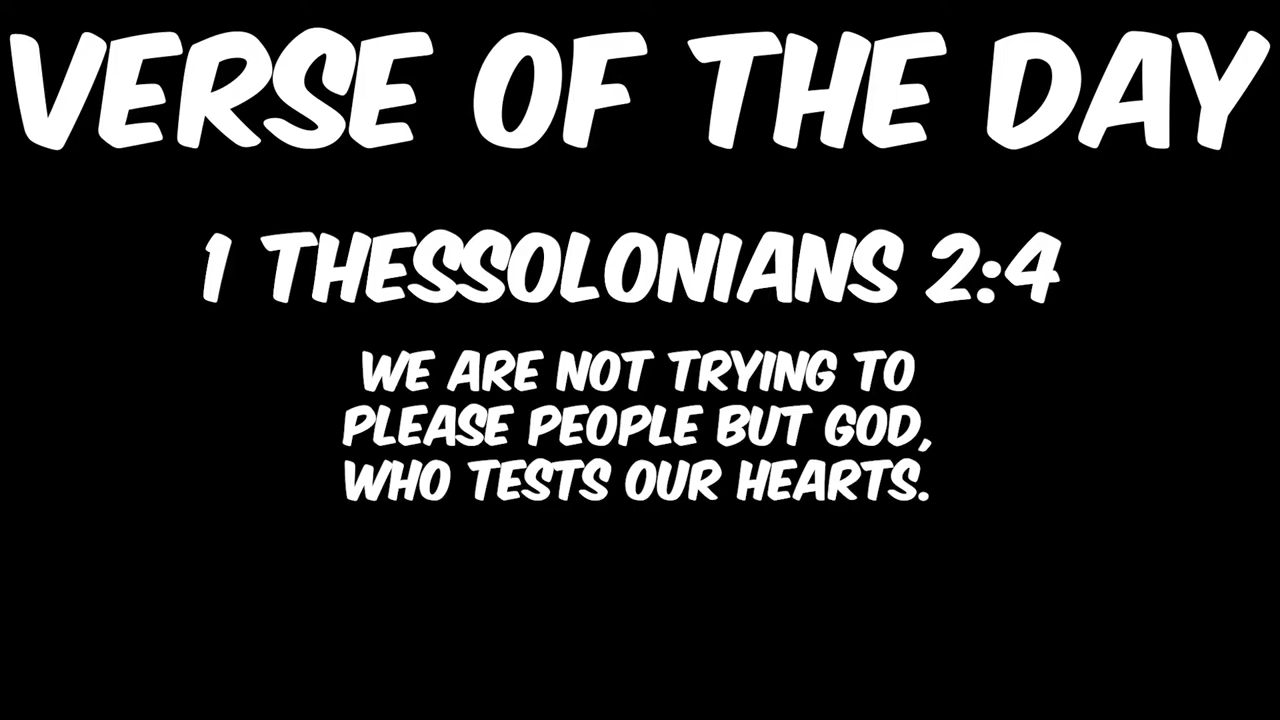 VERSE OF THE DAY
1 THESSOLONIANS 2:4
WE ARE NOT TRYING TO
PLEASE PEOPLE BUT GOD,
WHO TESTS OUR HEARTS.